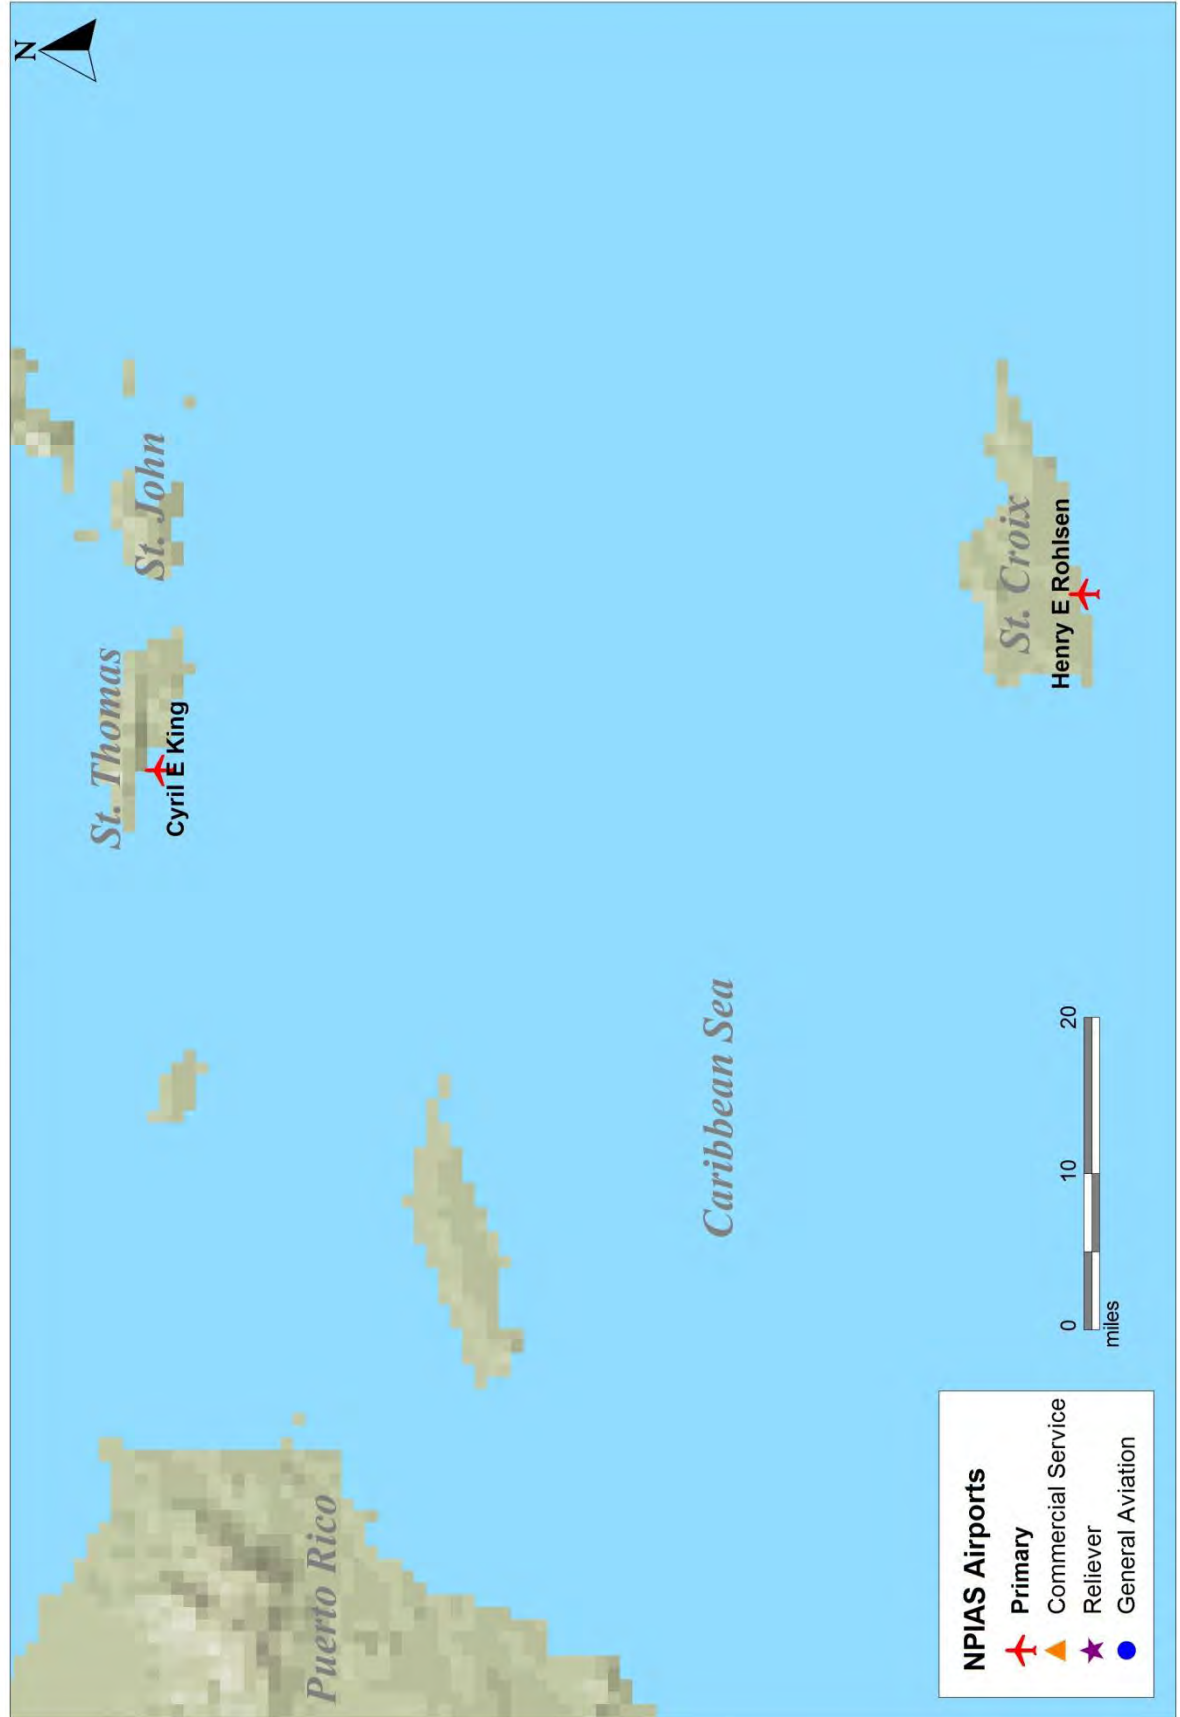 N
St. Thomas
Cyril E King
St. John
Puerto Rico
Caribbean Sea
St. Croix
Henry E Rohlsen
NPIAS Airports
Primary
Commercial Service
Reliever
General Aviation
0 10 20
miles